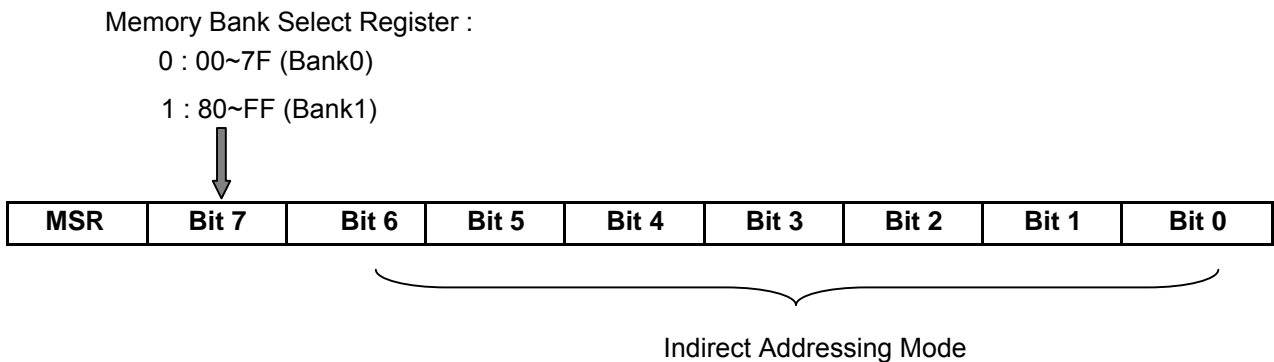 Memory Bank Select Register :
0 : 00~7F (Bank0)
1 : 80~FF (Bank1)
MSR Bit 7 Bit 6 Bit 5 Bit 4 Bit 3 Bit 2 Bit 1 Bit 0
Indirect Addressing Mode